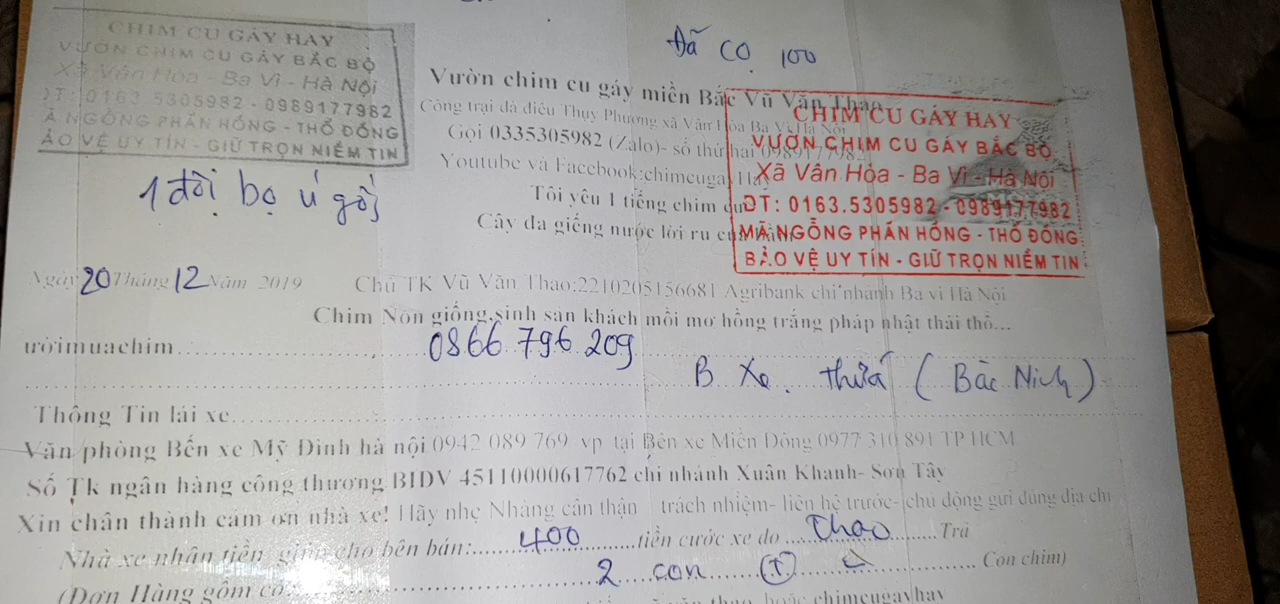 CHIM CU GÁY HAY
VƯỜN CHIM CU GÁY BẮC BỘ
Xã Vân Hòa - Ba Vì - Hà Nội
ĐT: 0163.5305982 - 0989177982
Ã NGỖNG PHẤN HỒNG - THỔ ĐỒNG
ẢO VỆ UY TÍN - GIỮ TRỌN NIỀM TIN
Đã cọ 100
Vườn chim cu gáy miền Bắc Vũ Văn Thao
Công trại đà điêu Thụy Phương xã Vân Hòa Ba Vì Hà Nội
Gọi 0335305982 (Zalo)- số thứ hai 0989177982
Youtube và Facebook:chimcugayHay
Tôi yêu 1 tiếng chim cu
Cây đa giếng nước lời ru của
CHIM CU GÁY HAY
VƯỜN CHIM CU GÁY BẮC BỘ
Xã Vân Hòa - Ba Vì - Hà Nội
ĐT: 0163.5305982 - 0989177982
MÃ NGỖNG PHẤN HỒNG - THỔ ĐỒNG
BẢO VỆ UY TÍN - GIỮ TRỌN NIỀM TIN
1 đôi bọ ú gồ
Ngày 20 Tháng 12 Năm 2019 Chủ TK Vũ Văn Thao:2210205156681 Agribank chi nhánh Ba vì Hà Nội
Chim Non giống,sinh sản khách mồi mơ hồng trắng pháp nhật thái thổ...
ười mua chim 0866 796 209
B Xe. thứa ( Bắc Ninh )
Thông Tin lái xe
Văn phòng Bến xe Mỹ Đình hà nội 0942 089 769 vp tại Bến xe Miền Đông 0977 310 891 TP HCM
Số Tk ngân hàng công thương BIDV 45110000617762 chi nhánh Xuân Khanh- Sơn Tây
Xin chân thành cảm ơn nhà xe! Hãy nhẹ Nhàng cẩn thận trách nhiệm- liên hệ trước- chủ động gửi đúng địa chỉ
Nhà xe nhận tiền giùm cho bên bán: 400 tiền cước xe do Thao Trả
(Đơn Hàng gồm có 2 con (T) Con chim)
thao hoặc chimcugayhay